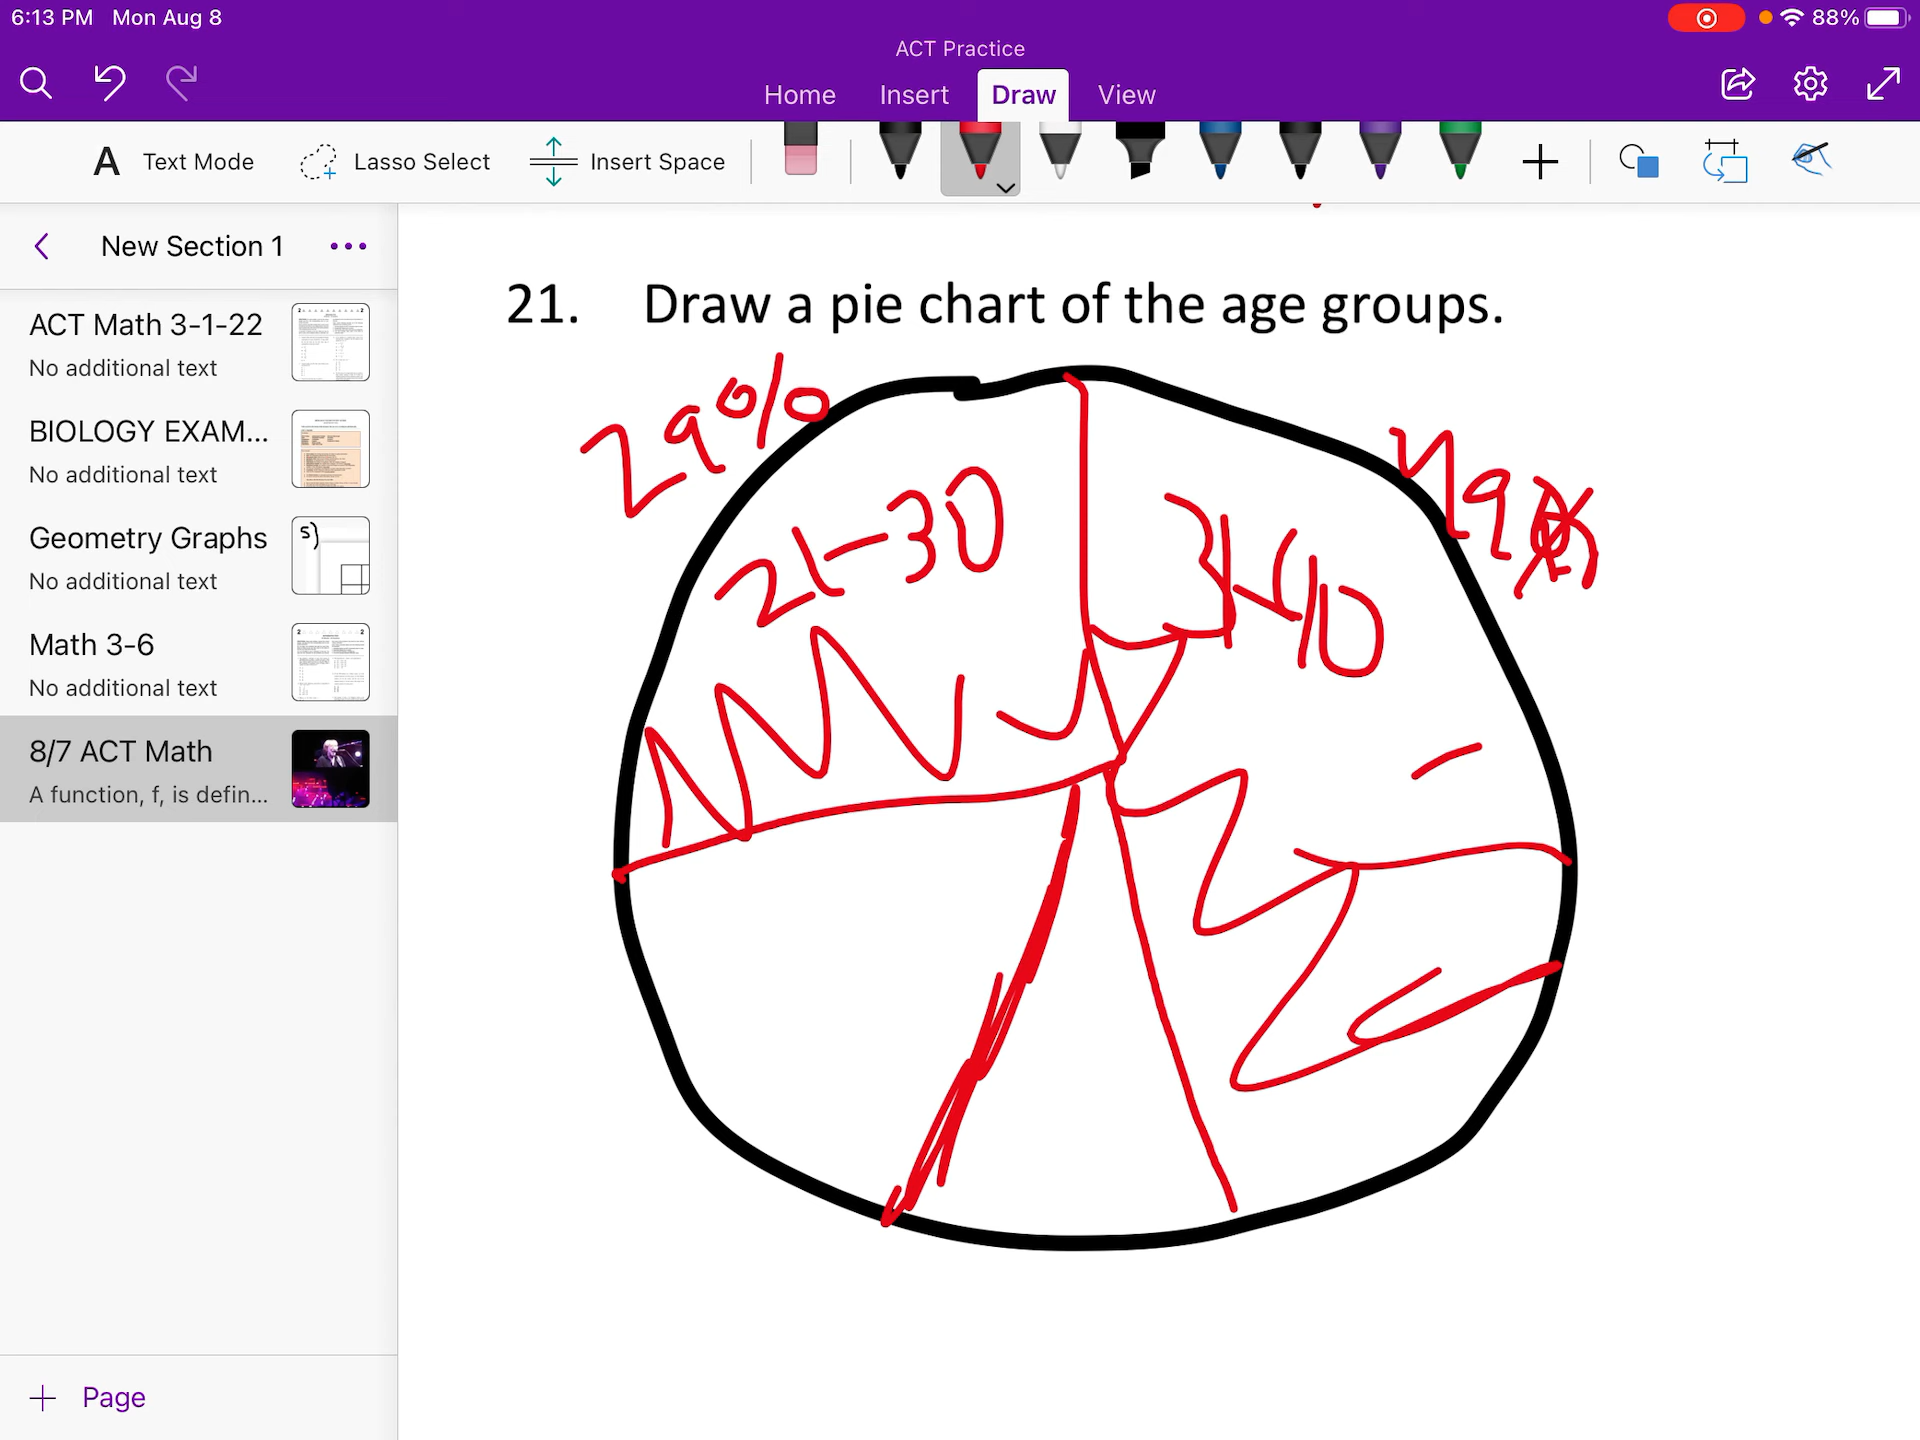 6:13 PM Mon Aug 8
88%
ACT Practice
Home Insert Draw View
A Text Mode Lasso Select Insert Space
New Section 1
ACT Math 3-1-22
No additional text
BIOLOGY EXAM...
No additional text
Geometry Graphs
No additional text
5)
Math 3-6
No additional text
8/7 ACT Math
A function, f, is defin...
Page
21. Draw a pie chart of the age groups.
29%
49%
21-30
31-40